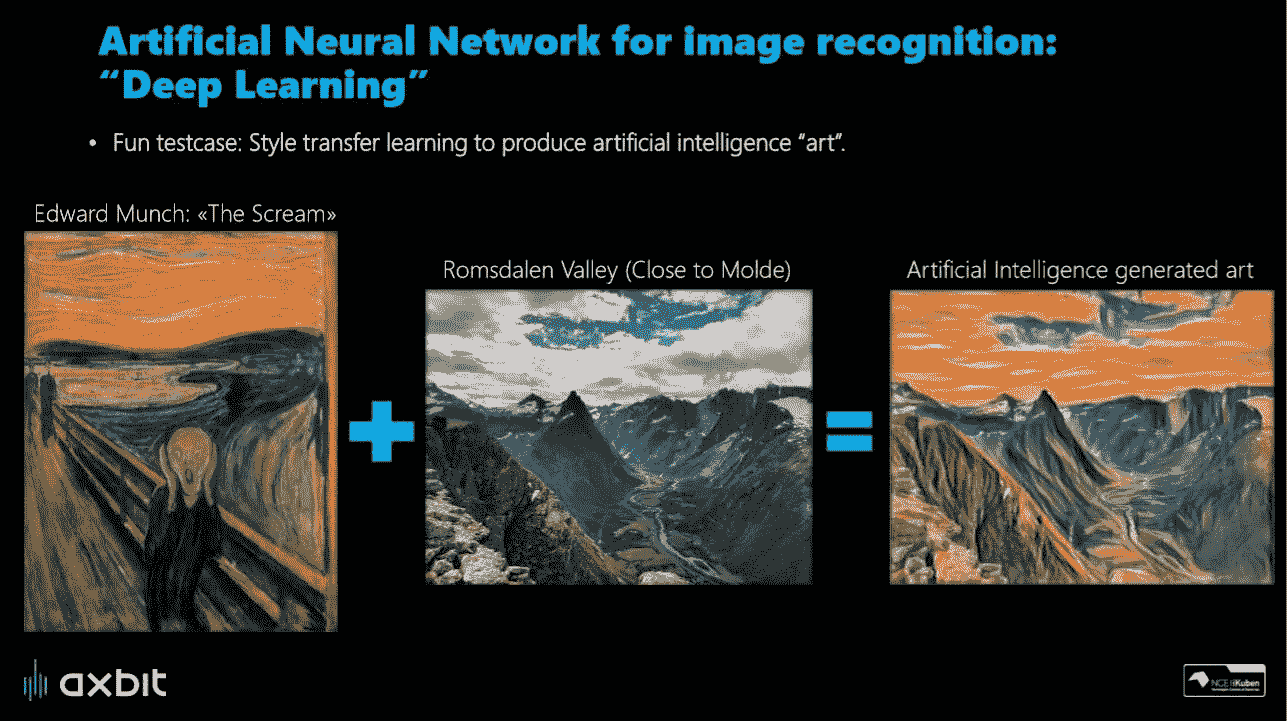 Artificial Neural Network for image recognition:
“Deep Learning”
• Fun testcase: Style transfer learning to produce artificial intelligence “art”.
Edward Munch: «The Scream»
Romsdalen Valley (Close to Molde)
Artificial Intelligence generated art
axbit
NCE iKuben